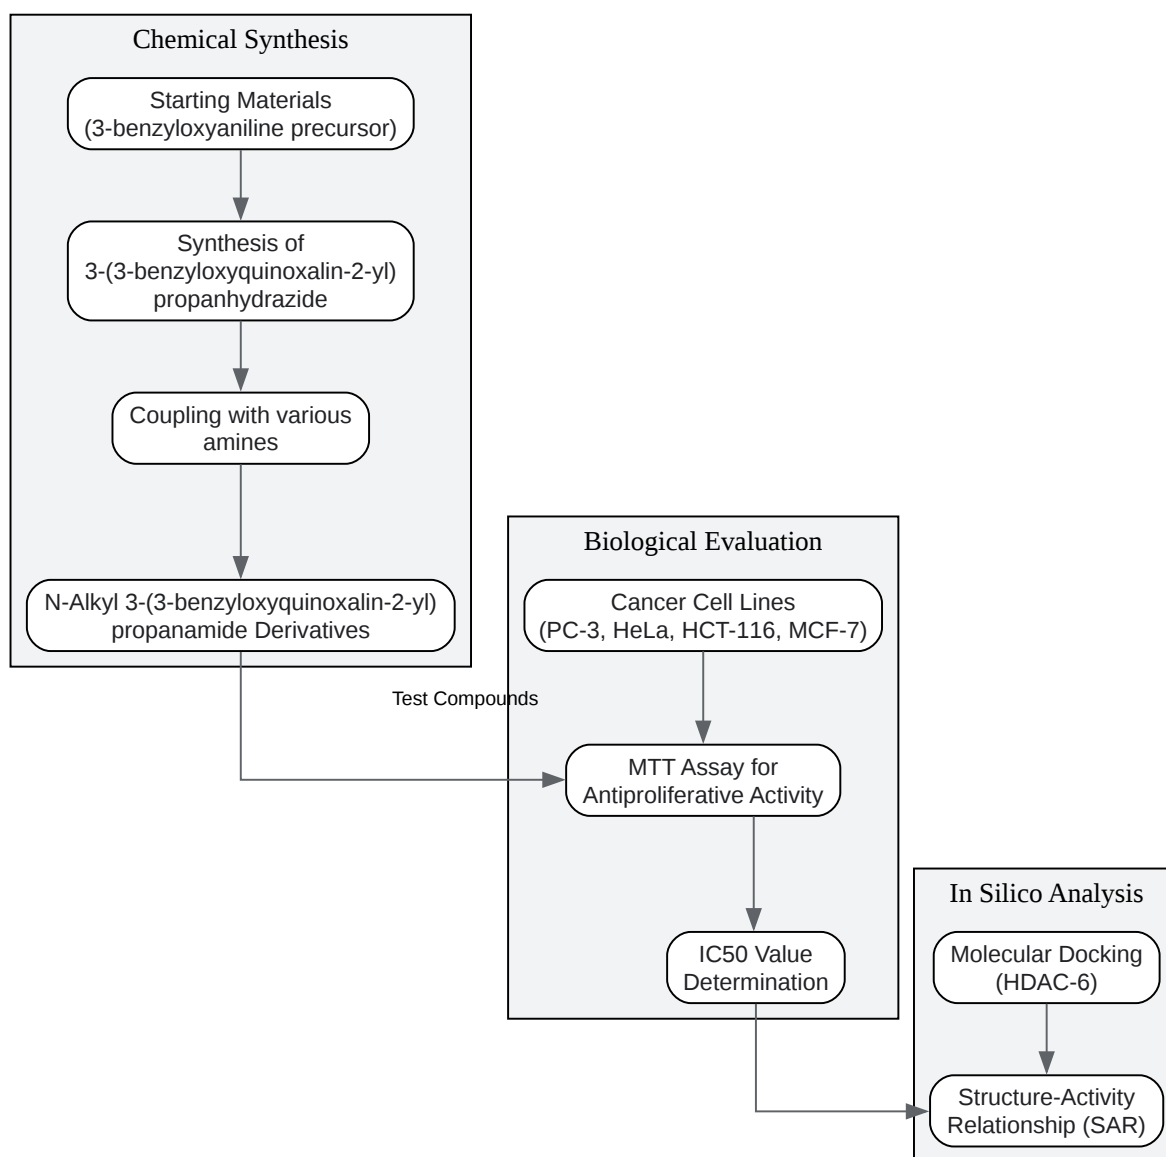 Chemical Synthesis
Starting Materials
(3-benzyloxyaniline precursor)
Synthesis of
3-(3-benzyloxyquinoxalin-2-yl)
propanhydrazide
Coupling with various
amines
N-Alkyl 3-(3-benzyloxyquinoxalin-2-yl)
propanamide Derivatives
Test Compounds
Biological Evaluation
Cancer Cell Lines
(PC-3, HeLa, HCT-116, MCF-7)
MTT Assay for
Antiproliferative Activity
IC50 Value
Determination
In Silico Analysis
Molecular Docking
(HDAC-6)
Structure-Activity
Relationship (SAR)